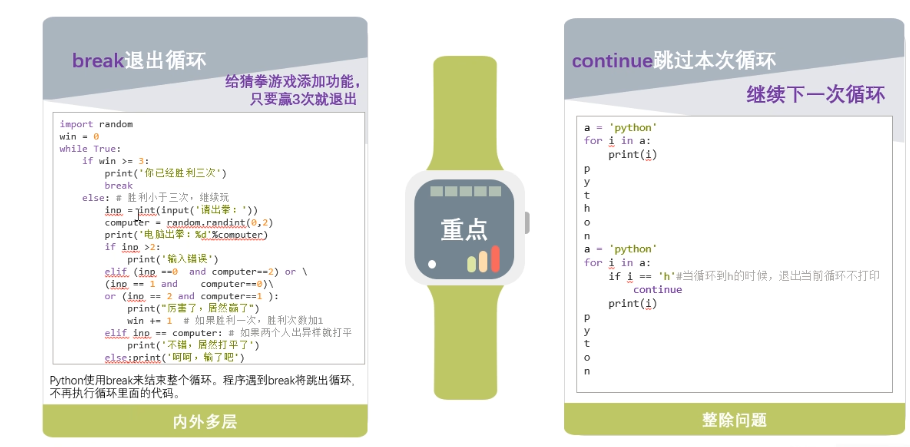 break退出循环
给猜拳游戏添加功能，
只要赢3次就退出
import random
win = 0
while True:
    if win >= 3:
        print('你已经胜利三次')
        break
    else: # 胜利小于三次，继续玩
        inp = int(input('请出拳：'))
        computer = random.randint(0,2)
        print('电脑出拳：%d'%computer)
        if inp >2:
            print('输入错误')
        elif (inp ==0  and computer==2) or \
        (inp == 1 and    computer==0)\
        or (inp == 2 and computer==1 ):
            print("厉害了，居然赢了")
            win += 1  # 如果胜利一次，胜利次数加1
        elif inp == computer: # 如果两个人出异样就打平
            print('不错，居然打平了')
        else:print('呵呵，输了吧')
Python使用break来结束整个循环。程序遇到break将跳出循环，
不再执行循环里面的代码。
内外多层
重点
continue跳过本次循环
继续下一次循环
a = 'python'
for i in a:
    print(i)
p
y
t
h
o
n
a = 'python'
for i in a:
    if i == 'h'#当循环到h的时候，退出当前循环不打印
        continue
    print(i)
p
y
t
o
n
整除问题